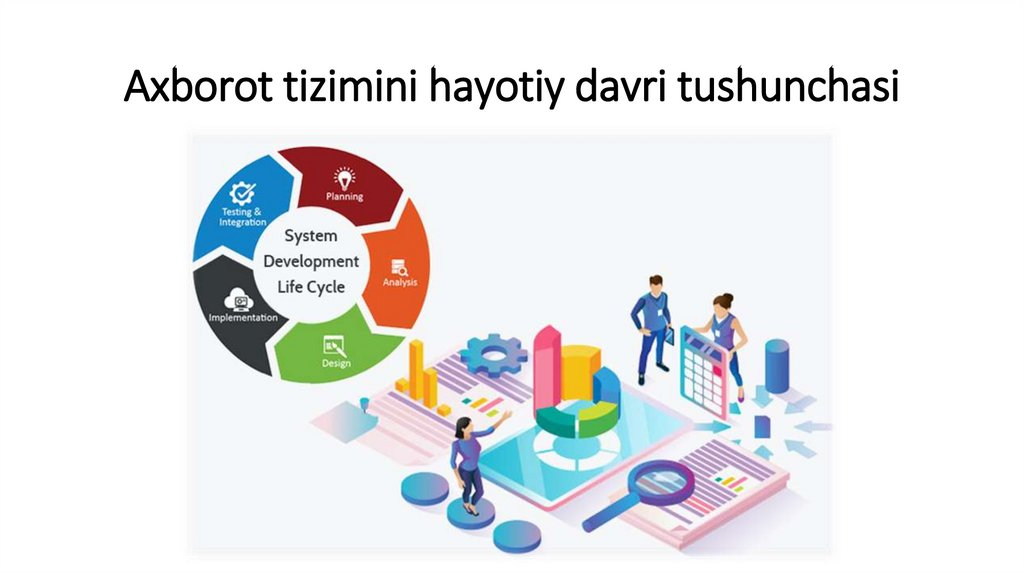 Axborot tizimini hayotiy davri tushunchasi
Planning
Testing &
Integration
System
Development
Life Cycle
Analysis
Implementation
Design